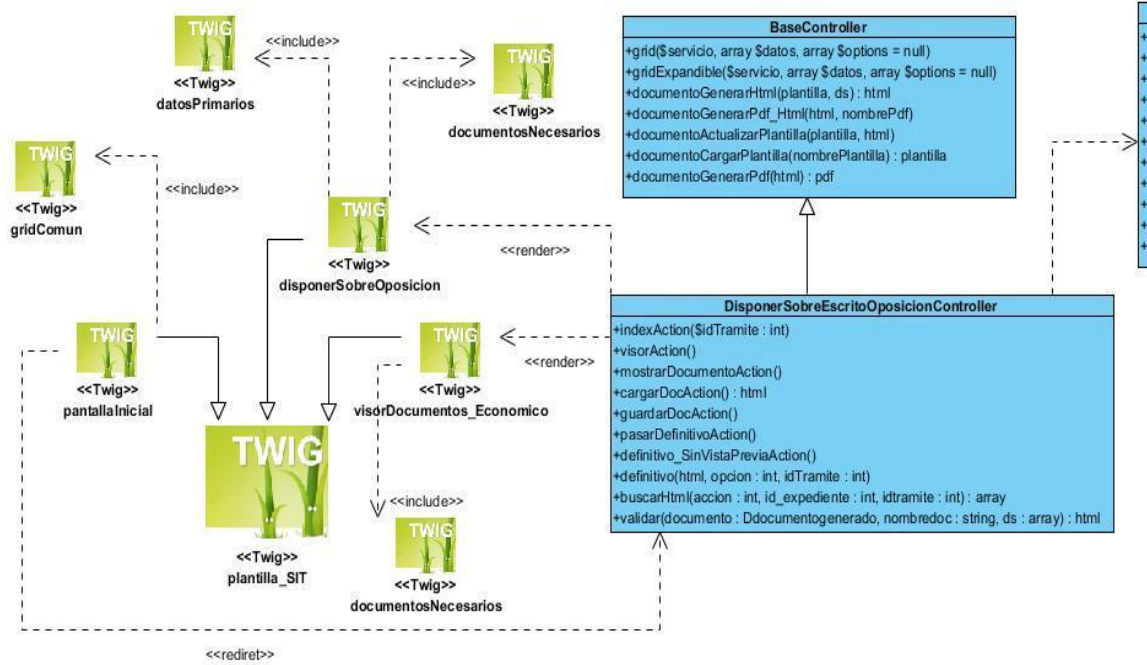 TWIG
<<Twig>>
datosPrimarios
<<include>>
<<include>>
TWIG
<<Twig>>
documentosNecesarios
TWIG
<<Twig>>
gridComun
<<include>>
TWIG
<<Twig>>
disponerSobreOposicion
<<render>>
BaseController
+grid($servicio, array $datos, array $options = null)
+gridExpandible($servicio, array $datos, array $options = null)
+documentoGenerarHtml(plantilla, ds) : html
+documentoGenerarPdf_Html(html, nombrePdf)
+documentoActualizarPlantilla(plantilla, html)
+documentoCargarPlantilla(nombrePlantilla) : plantilla
+documentoGenerarPdf(html) : pdf
+
+
+
+
+
+
+
+
+
+
+
TWIG
<<Twig>>
pantallaInicial
TWIG
<<Twig>>
visorDocumentos_Economico
<<render>>
DisponerSobreEscritoOposicionController
+indexAction($idTramite : int)
+visorAction()
+mostrarDocumentoAction()
+cargarDocAction() : html
+guardarDocAction()
+pasarDefinitivoAction()
+definitivo_SinVistaPreviaAction()
+definitivo(html, opcion : int, idTramite : int)
+buscarHtml(accion : int, id_expediente : int, idtramite : int) : array
+validar(documento : Ddocumentogenerado, nombredoc : string, ds : array) : html
TWIG
<<Twig>>
plantilla_SIT
<<include>>
TWIG
<<Twig>>
documentosNecesarios
<<rediret>>